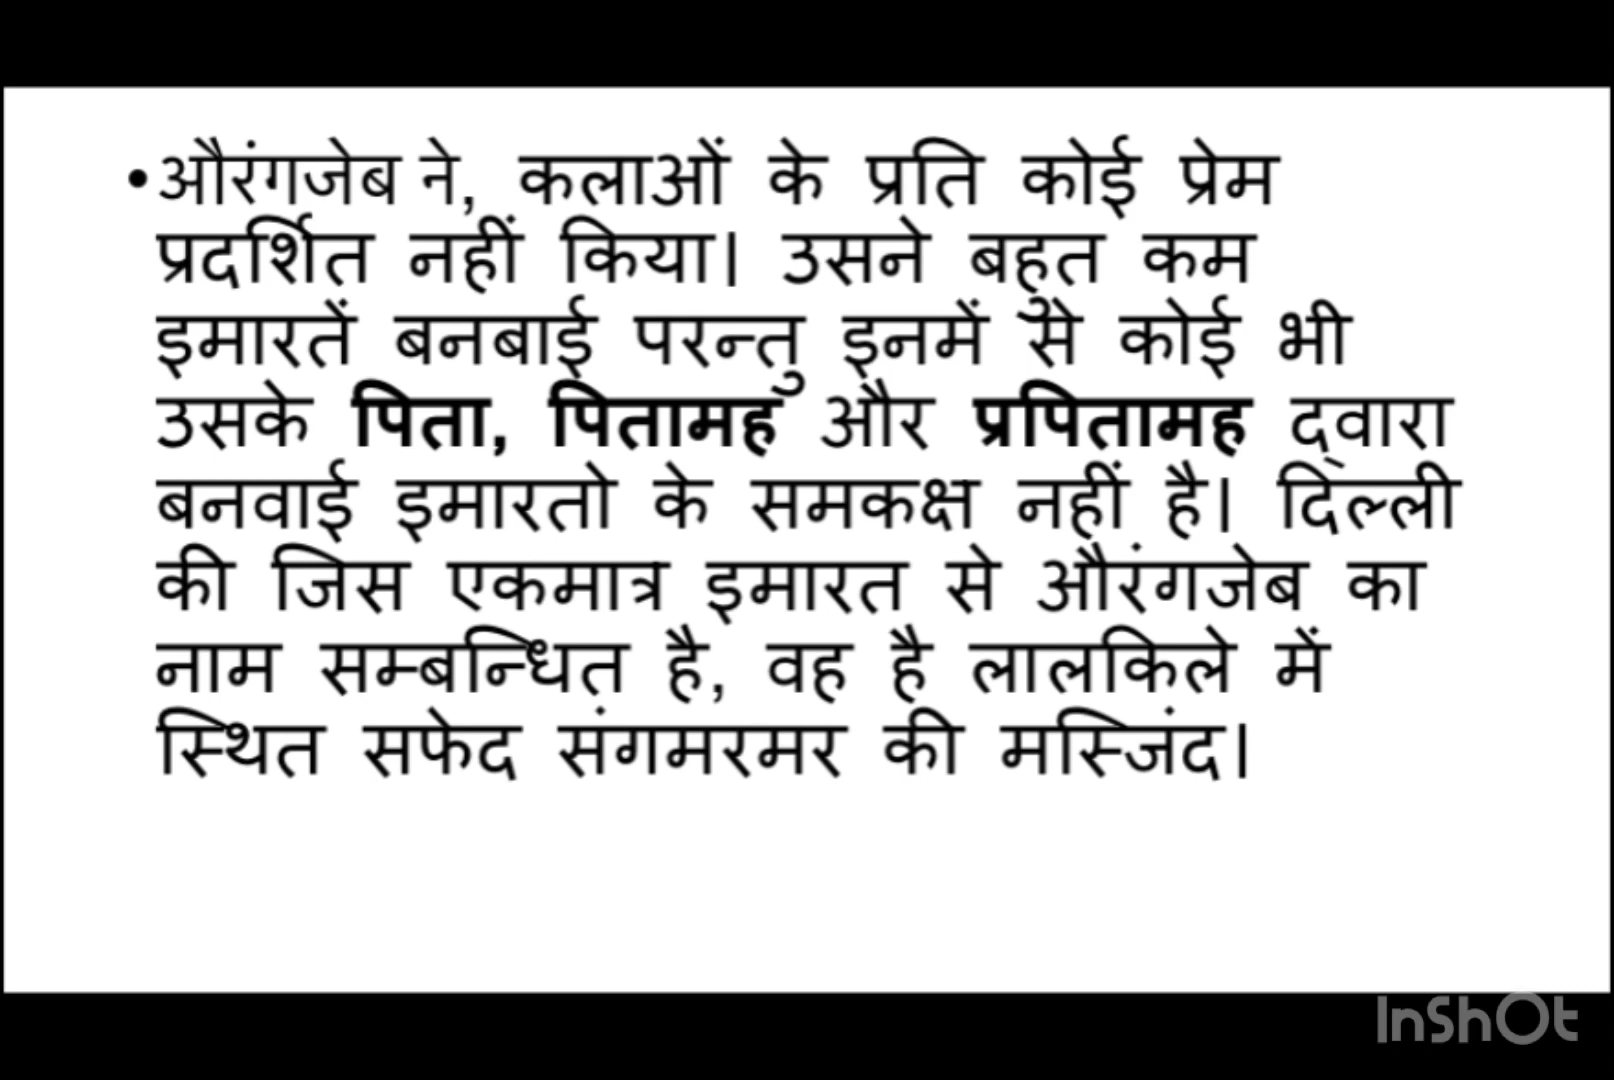 •औरंगजेब ने, कलाओं के प्रति कोई प्रेम
प्रदर्शित नहीं किया। उसने बहुत कम
इमारतें बनबाई परन्तु इनमें से कोई भी
उसके पिता, पितामह और प्रपितामह द्वारा
बनवाई इमारतो के समकक्ष नहीं है। दिल्ली
की जिस एकमात्र इमारत से औरंगजेब का
नाम सम्बन्धित है, वह है लालकिले में
स्थित सफेद संगमरमर की मस्जिंद।
InShOt